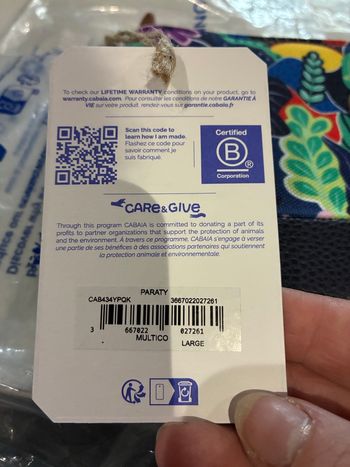 To check our LIFETIME WARRANTY conditions on your product, go to
warranty.cabaia.com. Pour consulter les conditions de notre GARANTIE À
VIE sur votre produit, rendez-vous sur garantie.cabaia.fr.
Scan this code to
learn how I am made.
Flashez ce code pour
savoir comment je
suis fabriqué.
Certified
B
®
Corporation
CARE & GIVE
Through this program CABAIA is committed to donating a part of its
profits to partner organizations that support the protection of animals
and the environment. À travers ce programme, CABAIA s'engage à verser
une partie de ses bénéfices à des associations partenaires qui soutiennent
la protection animale et environnementale.
PARATY
CAB434YPQK 3667022027261
3 667022 027261
MULTICO LARGE